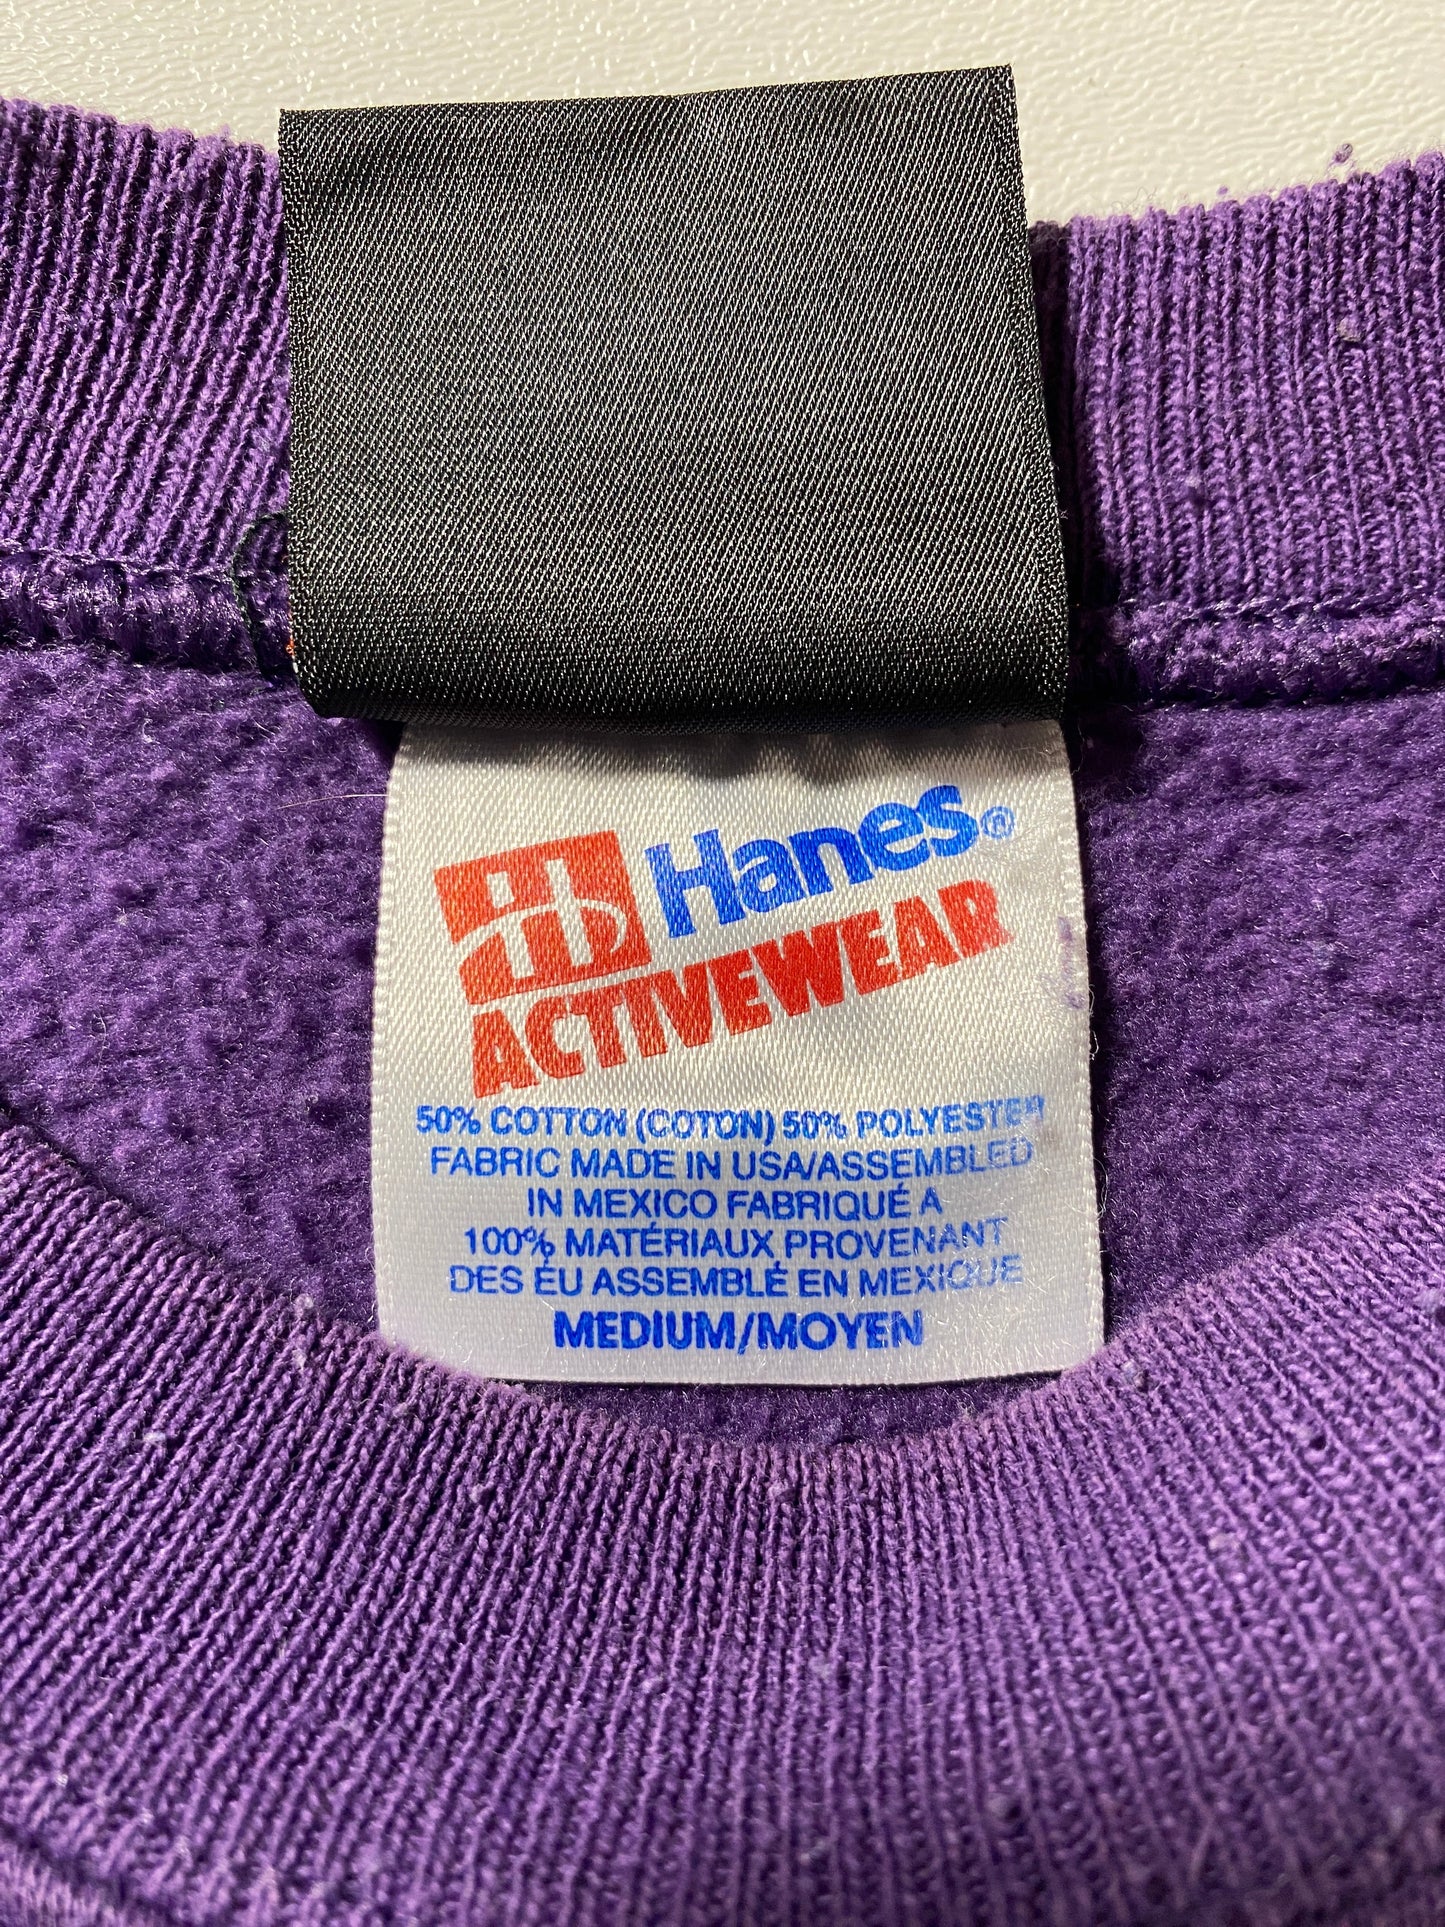 Hanes®
ACTIVEWEAR
50% COTTON (COTON) 50% POLYESTER
FABRIC MADE IN USA/ASSEMBLED
IN MEXICO FABRIQUÉ A
100% MATÉRIAUX PROVENANT
DES ÉU ASSEMBLÉ EN MEXIQUE
MEDIUM/MOYEN